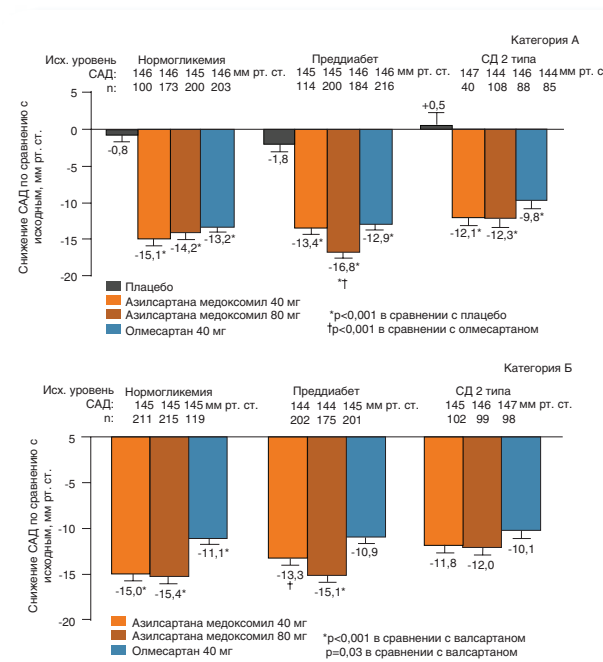 Категория А
Исх. уровень Нормогликемия Преддиабет СД 2 типа
САД: 146 146 145 146 мм рт. ст. 145 145 146 146 мм рт. ст. 147 144 146 144 мм рт. ст.
n: 100 173 200 203 114 200 184 216 40 108 88 85
Снижение САД по сравнению с
исходным, мм рт. ст.
5
0
-5
-10
-15
-20
-0,8
-15,1*
-14,2*
-13,2*
-1,8
-13,4*
-16,8*
*†
-12,9*
+0,5
-12,1*
-12,3*
-9,8*
Плацебо
Азилсартана медоксомил 40 мг
Азилсартана медоксомил 80 мг
Олмесартан 40 мг
*p<0,001 в сравнении с плацебо
†p<0,001 в сравнении с олмесартаном
Категория Б
Исх. уровень Нормогликемия Преддиабет СД 2 типа
САД: 145 145 145 мм рт. ст. 144 144 145 мм рт. ст. 145 146 147 мм рт. ст.
n: 211 215 119 202 175 201 102 99 98
Снижение САД по сравнению с
исходным, мм рт. ст.
5
-5
-10
-15
-20
-15,0*
-15,4*
-11,1*
-13,3
†
-15,1*
-10,9
-11,8
-12,0
-10,1
Азилсартана медоксомил 40 мг
Азилсартана медоксомил 80 мг
Олмесартан 40 мг
*p<0,001 в сравнении с валсартаном
p=0,03 в сравнении с валсартаном